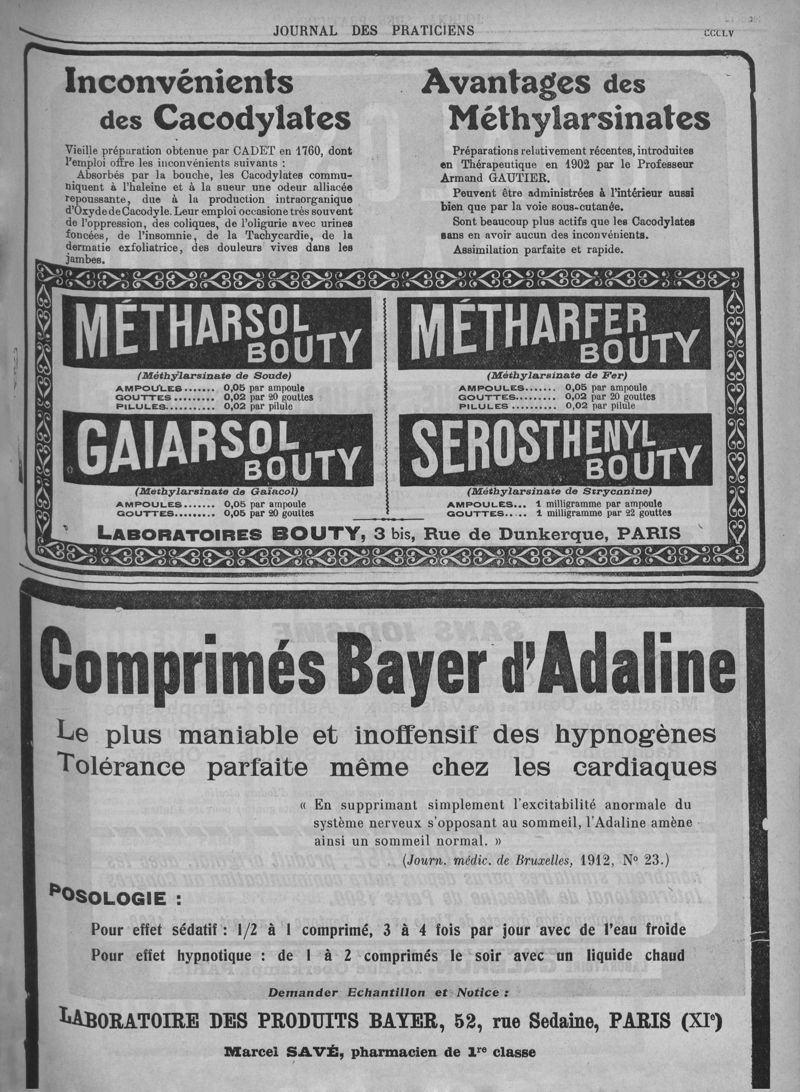 JOURNAL DES PRATICIENS
CCCLV
Inconvénients
des Cacodylates
Vieille préparation obtenue par CADET en 1760, dont
l'emploi offre les inconvénients suivants :
Absorbés par la bouche, les Cacodylates commu-
niquent à l'haleine et à la sueur une odeur alliacée
repoussante, due à la production intraorganique
d'Oxyde de Cacodyle. Leur emploi occasione très souvent
de l'oppression, des coliques, de l'oligurie avec urines
foncées, de l'insomnie, de la Tachycardie, de la
dermatie exfoliatrice, des douleurs vives dans les
jambes.
Avantages des
Méthylarsinates
Préparations relativement récentes, introduites
en Thérapeutique en 1902 par le Professeur
Armand GAUTIER.
Peuvent être administrées à l'intérieur aussi
bien que par la voie sous-cutanée.
Sont beaucoup plus actifs que les Cacodylates
sans en avoir aucun des inconvénients.
Assimilation parfaite et rapide.
MÉTHARSOL
BOUTY
(Méthylarsinate de Soude)
AMPOULES....... 0,05 par ampoule
GOUTTES ......... 0,02 par 20 gouttes
PILULES.......... 0,02 par pilule
MÉTHARFER
BOUTY
(Méthylarsinate de Fer)
AMPOULES....... 0,05 par ampoule
GOUTTES......... 0,02 par 20 gouttes
PILULES .......... 0,02 par pilule
GAIARSOL
BOUTY
(Méthylarsinate de Gaïacol)
AMPOULES....... 0,05 par ampoule
GOUTTES......... 0,05 par 20 gouttes
SEROSTHENYL
BOUTY
(Méthylarsinate de Strycnnine)
AMPOULES... 1 milligramme par ampoule
GOUTTES..... 1 milligramme par 22 gouttes
LABORATOIRES BOUTY, 3 bis, Rue de Dunkerque, PARIS
Comprimés Bayer d'Adaline
Le plus maniable et inoffensif des hypnogènes
Tolérance parfaite même chez les cardiaques
« En supprimant simplement l'excitabilité anormale du
système nerveux s'opposant au sommeil, l'Adaline amène
ainsi un sommeil normal. »
(Journ. médic. de Bruxelles, 1912, No 23.)
POSOLOGIE :
Pour effet sédatif : 1/2 à 1 comprimé, 3 à 4 fois par jour avec de l'eau froide
Pour effet hypnotique : de 1 à 2 comprimés le soir avec un liquide chaud
Demander Echantillon et Notice :
LABORATOIRE DES PRODUITS BAYER, 52, rue Sedaine, PARIS (XIe)
Marcel SAVÉ, pharmacien de 1re classe